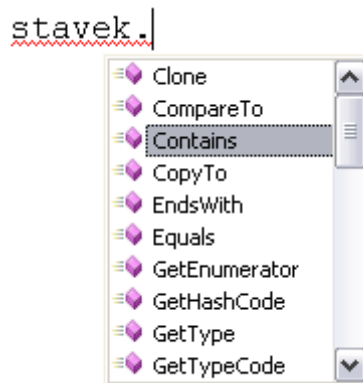 stavek.
Clone
CompareTo
Contains
CopyTo
EndsWith
Equals
GetEnumerator
GetHashCode
GetType
GetTypeCode